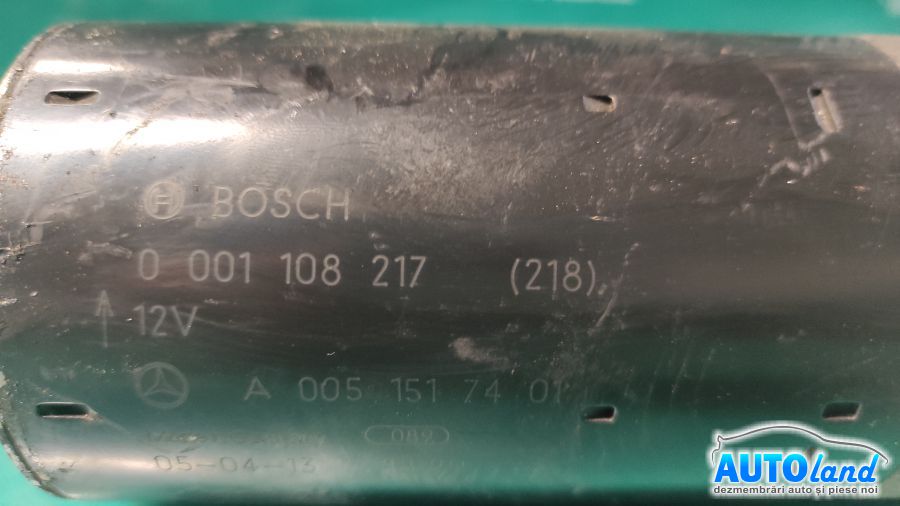 BOSCH
0 001 108 217 (218)
12V
A 005 151 74 01
089
05-04-13
AUTOland
dezmembrări auto și piese noi